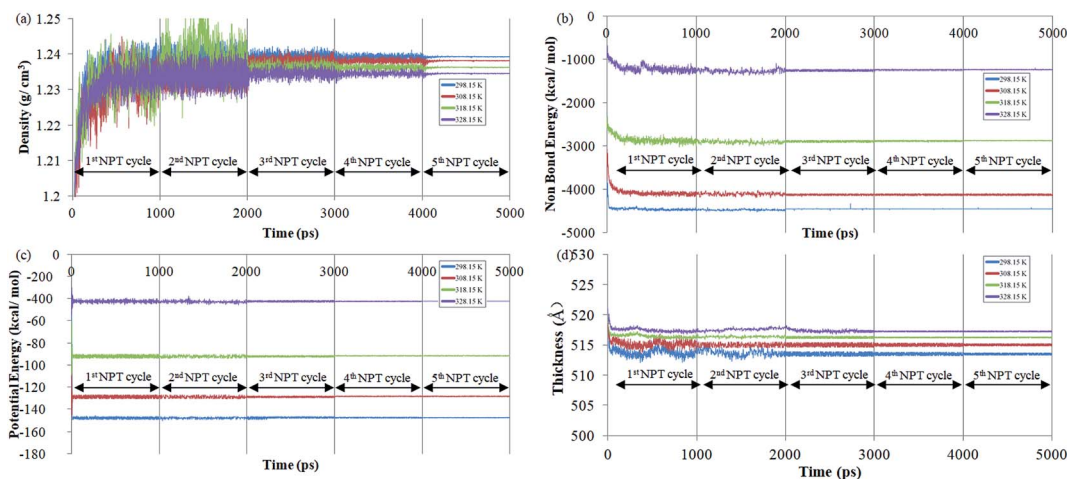 (a)
Density (g/ cm³)
1.25
1.24
1.23
1.22
1.21
1.2
298.15 K
308.15 K
318.15 K
328.15 K
1st NPT cycle
2nd NPT cycle
3rd NPT cycle
4th NPT cycle
5th NPT cycle
0
1000
2000
3000
4000
5000
Time (ps)
(b)
0
1000
2000
3000
4000
5000
Non Bond Energy (kcal/ mol)
0
-1000
-2000
-3000
-4000
-5000
298.15 K
308.15 K
318.15 K
328.15 K
1st NPT cycle
2nd NPT cycle
3rd NPT cycle
4th NPT cycle
5th NPT cycle
Time (ps)
(c)
0
1000
2000
3000
4000
5000
Potential Energy (kcal/ mol)
0
-20
-40
-60
-80
-100
-120
-140
-160
-180
298.15 K
308.15 K
318.15 K
328.15 K
1st NPT cycle
2nd NPT cycle
3rd NPT cycle
4th NPT cycle
5th NPT cycle
Time (ps)
(d)
Thickness (Å)
530
525
520
515
510
505
500
298.15 K
308.15 K
318.15 K
328.15 K
1st NPT cycle
2nd NPT cycle
3rd NPT cycle
4th NPT cycle
5th NPT cycle
0
1000
2000
3000
4000
5000
Time (ps)